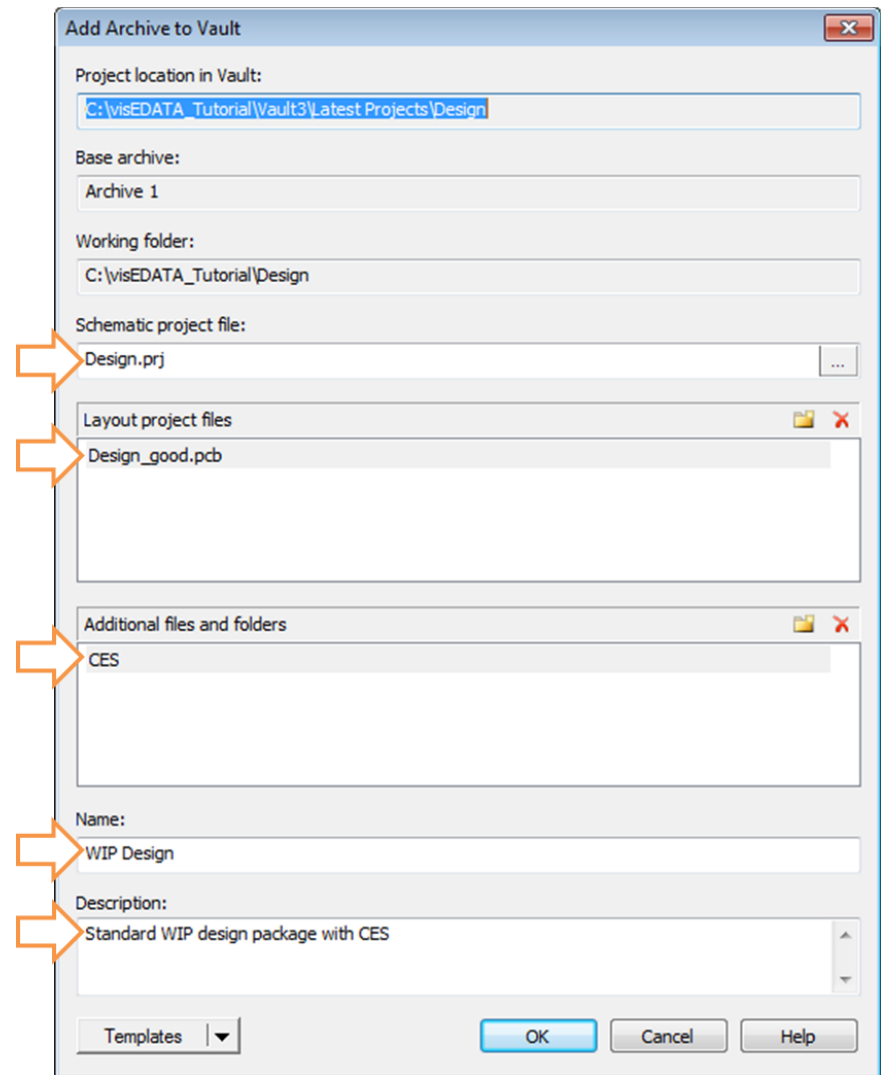 Add Archive to Vault
Project location in Vault:
C:\visEDATA_Tutorial\Vault3\Latest Projects\Design
Base archive:
Archive 1
Working folder:
C:\visEDATA_Tutorial\Design
Schematic project file:
Design.prj
...
Layout project files
Design_good.pcb
Additional files and folders
CES
Name:
WIP Design
Description:
Standard WIP design package with CES
Templates OK Cancel Help